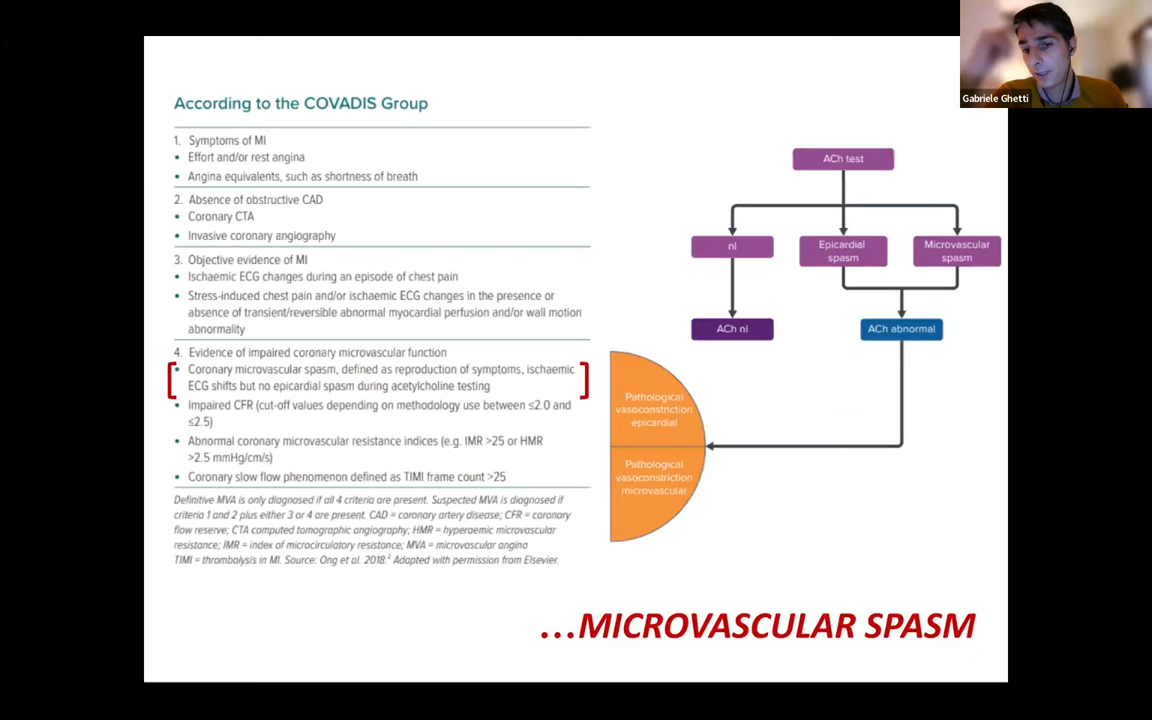 Gabriele Ghetti
According to the COVADIS Group
1. Symptoms of MI
• Effort and/or rest angina
• Angina equivalents, such as shortness of breath
2. Absence of obstructive CAD
• Coronary CTA
• Invasive coronary angiography
3. Objective evidence of MI
• Ischaemic ECG changes during an episode of chest pain
• Stress-induced chest pain and/or ischaemic ECG changes in the presence or
absence of transient/reversible abnormal myocardial perfusion and/or wall motion
abnormality
4. Evidence of impaired coronary microvascular function
• Coronary microvascular spasm, defined as reproduction of symptoms, ischaemic
ECG shifts but no epicardial spasm during acetylcholine testing
• Impaired CFR (cut-off values depending on methodology use between ≤2.0 and
≤2.5)
• Abnormal coronary microvascular resistance indices (e.g. IMR >25 or HMR
>2.5 mmHg/cm/s)
• Coronary slow flow phenomenon defined as TIMI frame count >25
Definitive MVA is only diagnosed if all 4 criteria are present. Suspected MVA is diagnosed if
criteria 1 and 2 plus either 3 or 4 are present. CAD = coronary artery disease; CFR = coronary
flow reserve; CTA computed tomographic angiography; HMR = hyperaemic microvascular
resistance; IMR = index of microcirculatory resistance; MVA = microvascular angina
TIMI = thrombolysis in MI. Source: Ong et al. 2018.² Adapted with permission from Elsevier.
ACh test
nl
Epicardial
spasm
Microvascular
spasm
ACh nl
ACh abnormal
Pathological
vasoconstriction
epicardial
Pathological
vasoconstriction
microvascular
...MICROVASCULAR SPASM